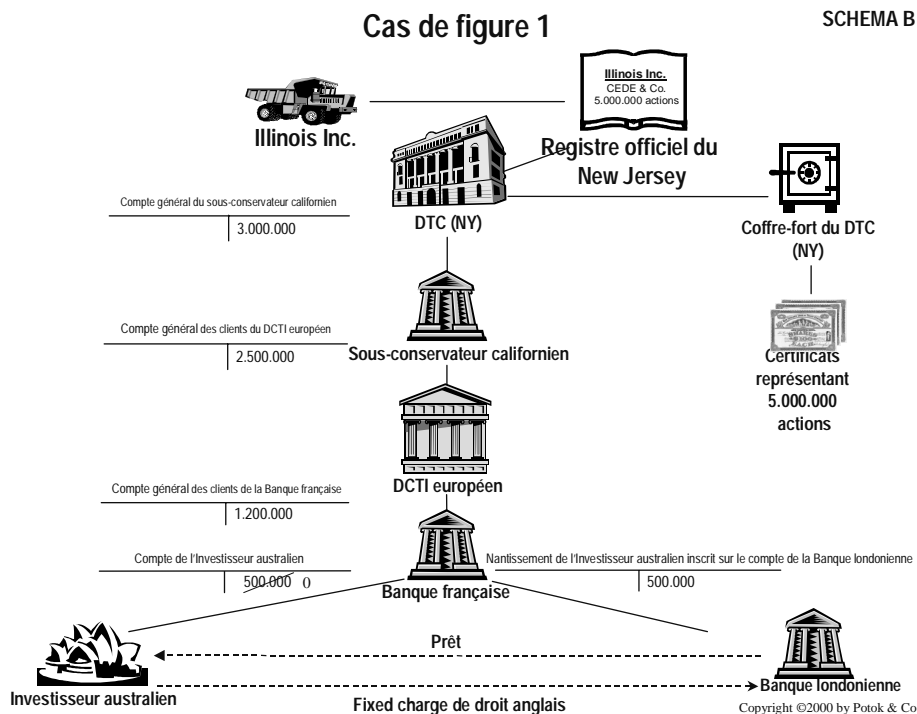 Cas de figure 1
SCHEMA B
Illinois Inc.
CEDE & Co.
5.000.000 actions
Illinois Inc.
Registre officiel du
New Jersey
Compte général du sous-conservateur californien
3.000.000
DTC (NY)
Coffre-fort du DTC
(NY)
Compte général des clients du DCTI européen
2.500.000
Sous-conservateur californien
Certificats
représentant
5.000.000
actions
DCTI européen
Compte général des clients de la Banque française
1.200.000
Compte de l'Investisseur australien
500.000 0
Nantissement de l'Investisseur australien inscrit sur le compte de la Banque londonienne
500.000
Banque française
Prêt
Investisseur australien
Banque londonienne
Fixed charge de droit anglais
Copyright ©2000 by Potok & Co